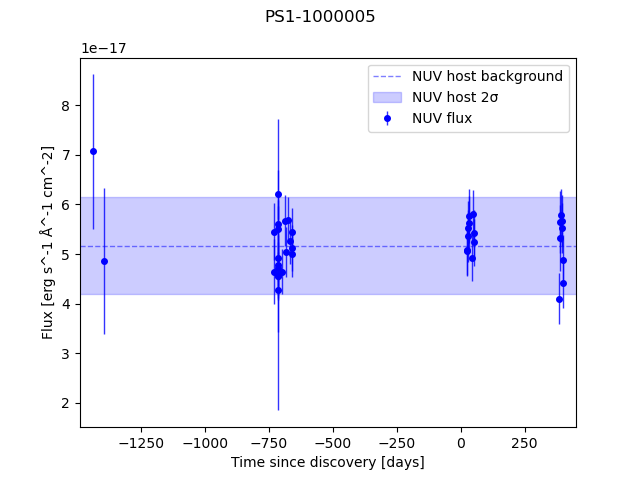 PS1-1000005
1e−17
NUV host background
NUV host 2σ
NUV flux
8
7
6
5
4
3
2
Flux [erg s^-1 Å^-1 cm^-2]
−1250 −1000 −750 −500 −250 0 250
Time since discovery [days]